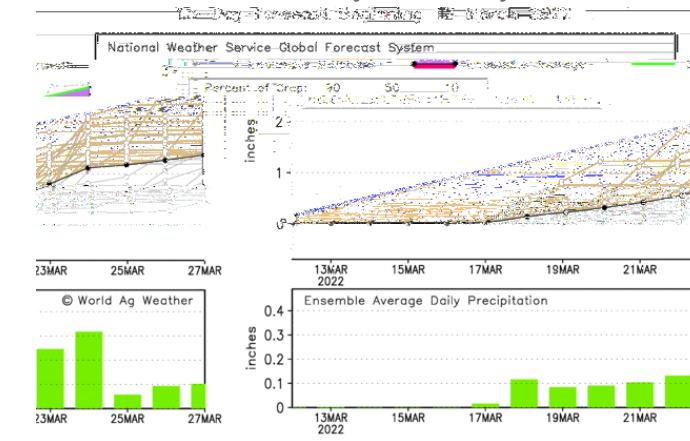 National Weather Service Global Forecast System
Percent of Crop: 90 50 10
inches
2
1
0
23MAR 25MAR 27MAR
13MAR 15MAR 17MAR 19MAR 21MAR
2022
© World Ag Weather
Ensemble Average Daily Precipitation
inches
0.4
0.3
0.2
0.1
0
23MAR 25MAR 27MAR
13MAR 15MAR 17MAR 19MAR 21MAR
2022